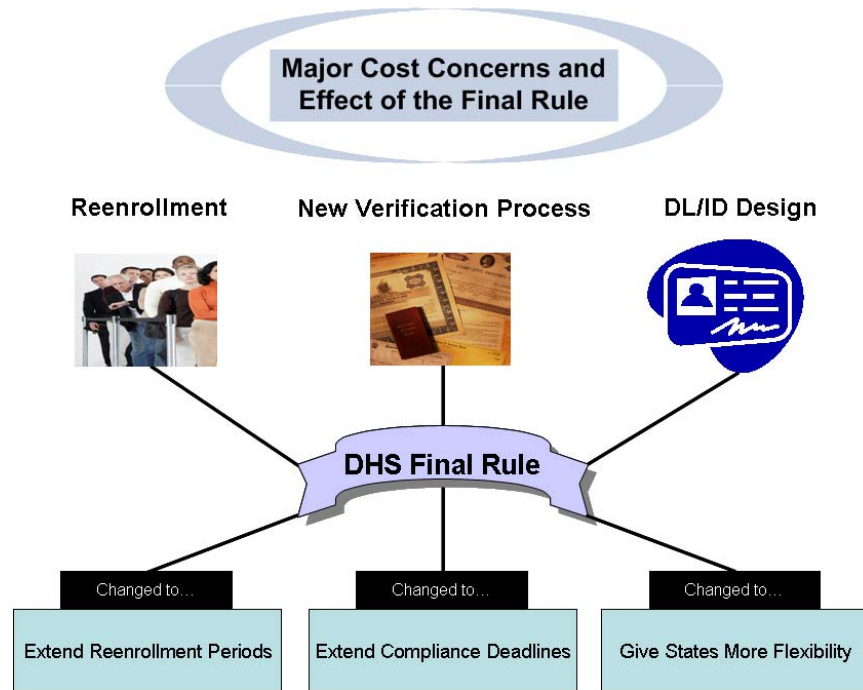 Major Cost Concerns and
Effect of the Final Rule
Reenrollment
New Verification Process
DL/ID Design
DHS Final Rule
Changed to…
Changed to…
Changed to…
Extend Reenrollment Periods
Extend Compliance Deadlines
Give States More Flexibility